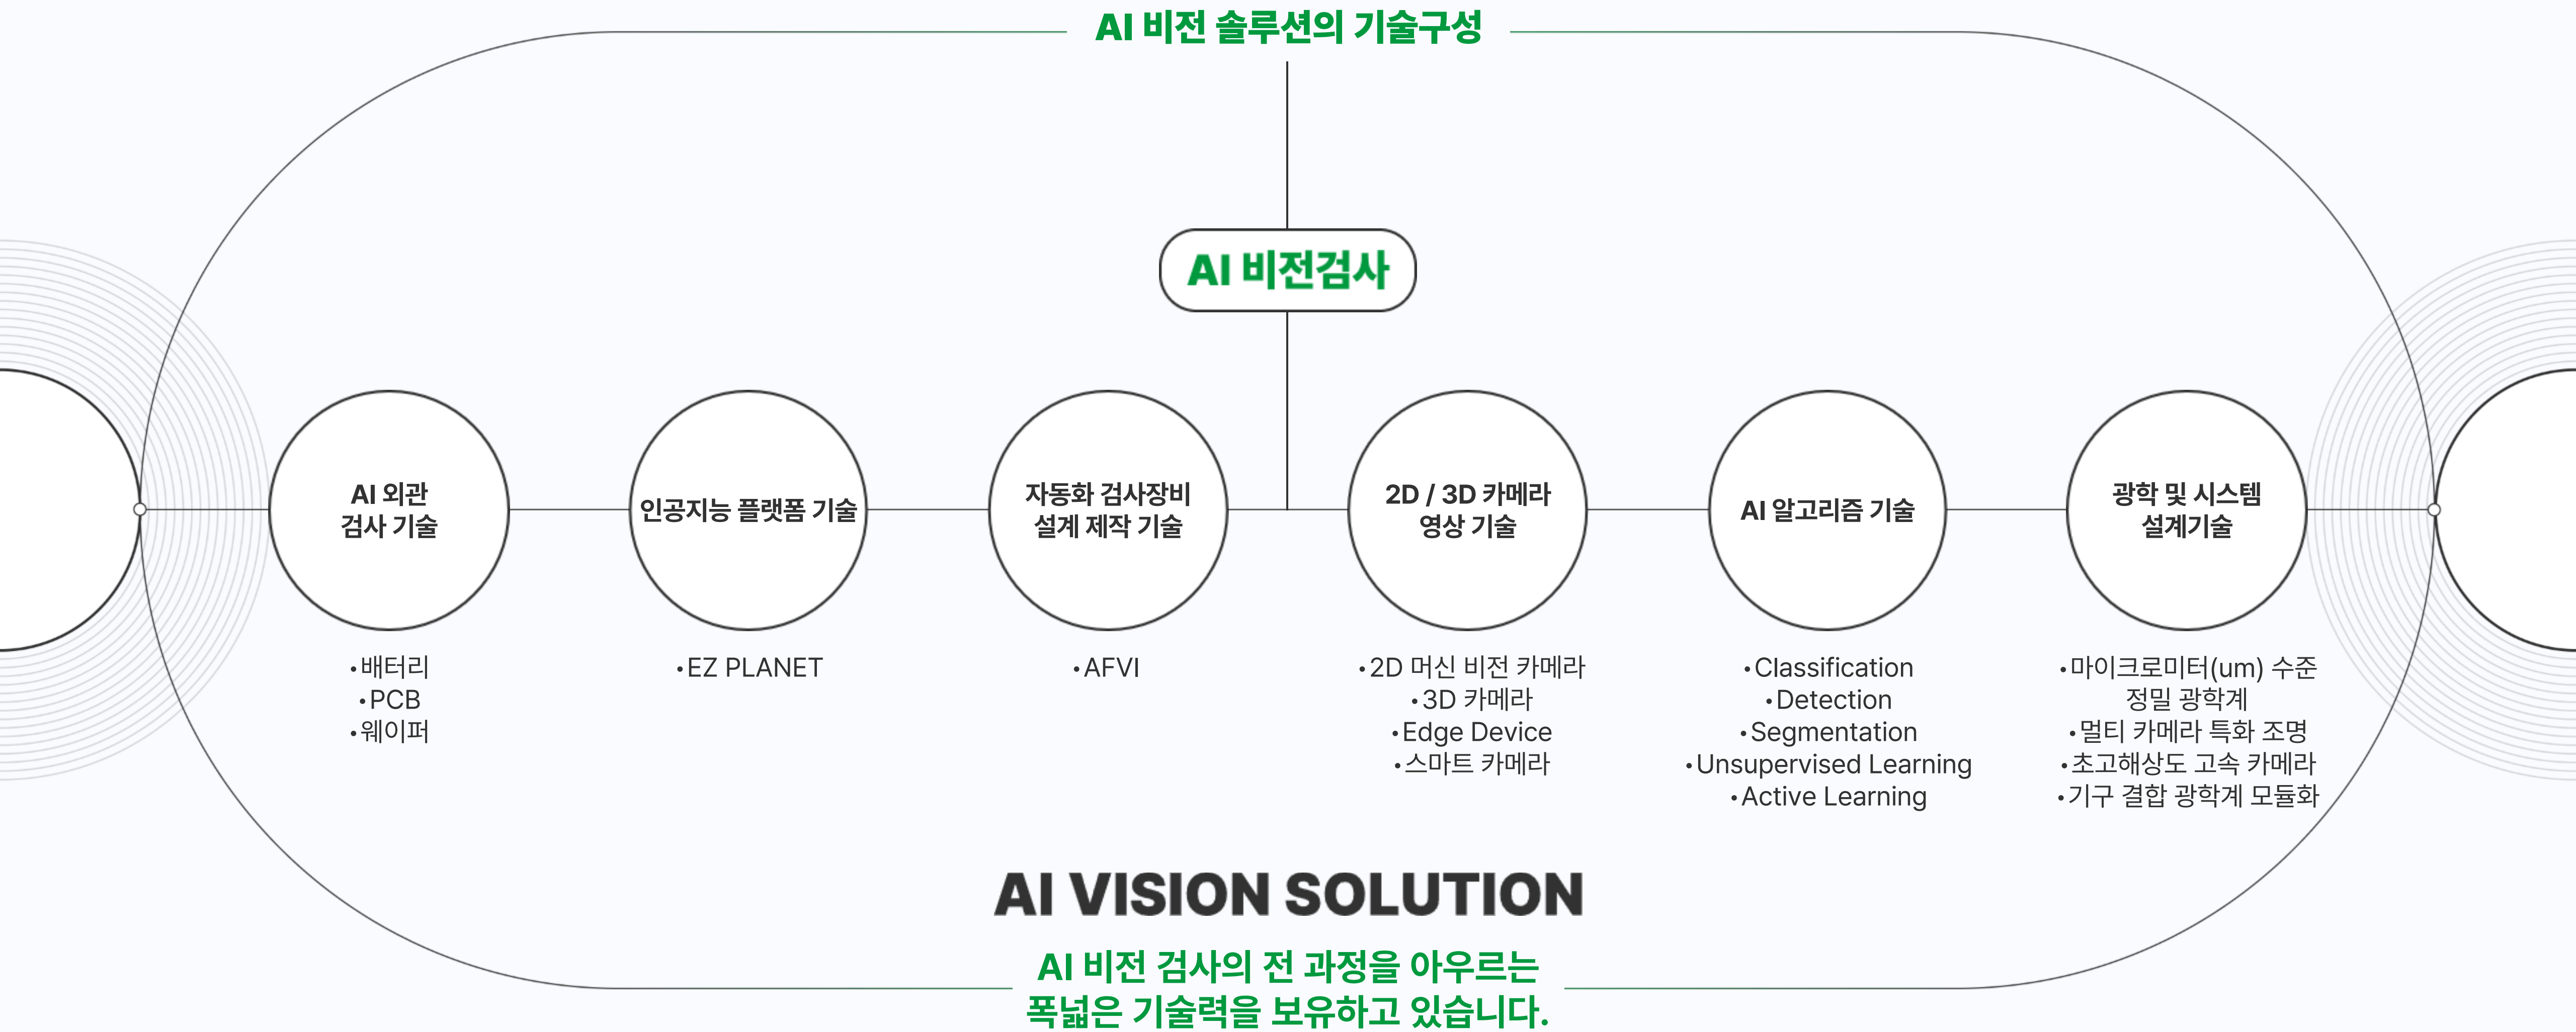 AI 비전 솔루션의 기술구성
AI 비전검사
AI 외관
검사 기술
•배터리
•PCB
•웨이퍼
인공지능 플랫폼 기술
•EZ PLANET
자동화 검사장비
설계 제작 기술
•AFVI
2D / 3D 카메라
영상 기술
•2D 머신 비전 카메라
•3D 카메라
•Edge Device
•스마트 카메라
AI 알고리즘 기술
•Classification
•Detection
•Segmentation
•Unsupervised Learning
•Active Learning
광학 및 시스템
설계기술
•마이크로미터(um) 수준
정밀 광학계
•멀티 카메라 특화 조명
•초고해상도 고속 카메라
•기구 결합 광학계 모듈화
AI VISION SOLUTION
AI 비전 검사의 전 과정을 아우르는
폭넓은 기술력을 보유하고 있습니다.